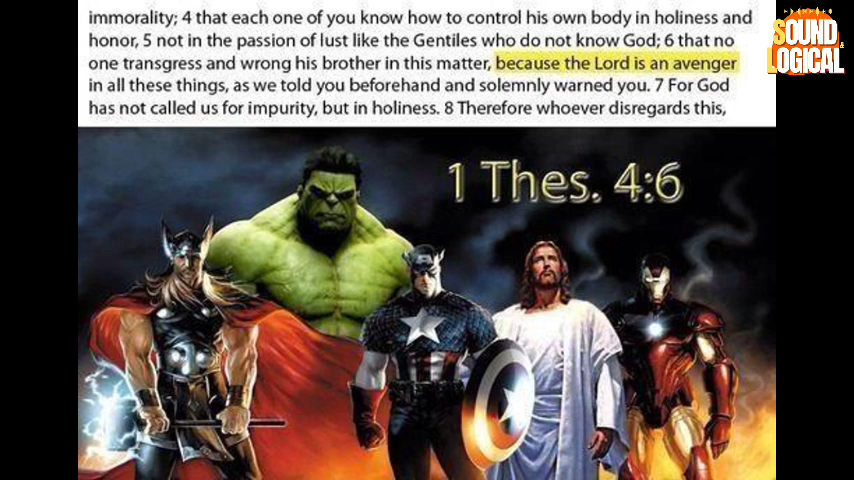 immorality; 4 that each one of you know how to control his own body in holiness and
honor, 5 not in the passion of lust like the Gentiles who do not know God; 6 that no
one transgress and wrong his brother in this matter, because the Lord is an avenger
in all these things, as we told you beforehand and solemnly warned you. 7 For God
has not called us for impurity, but in holiness. 8 Therefore whoever disregards this,
1 Thes. 4:6
SOUND &
LOGICAL